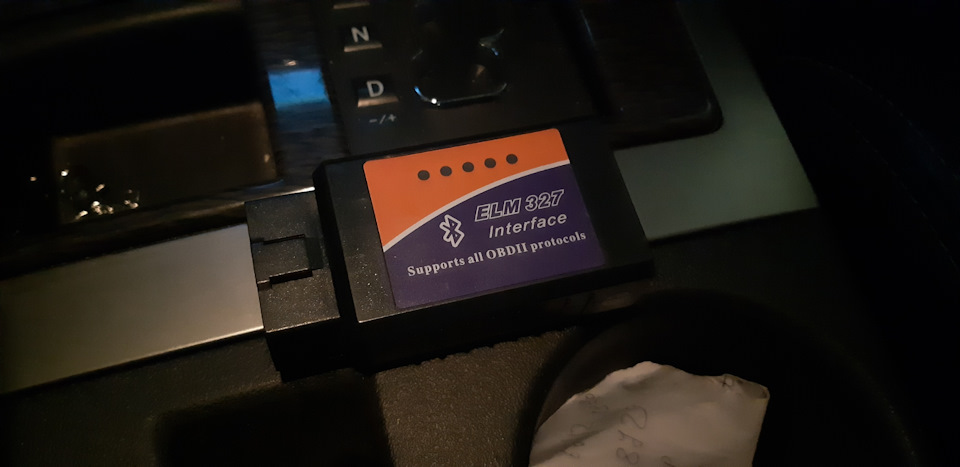 N
D
-/+
ELM 327
Interface
Supports all OBDII protocols